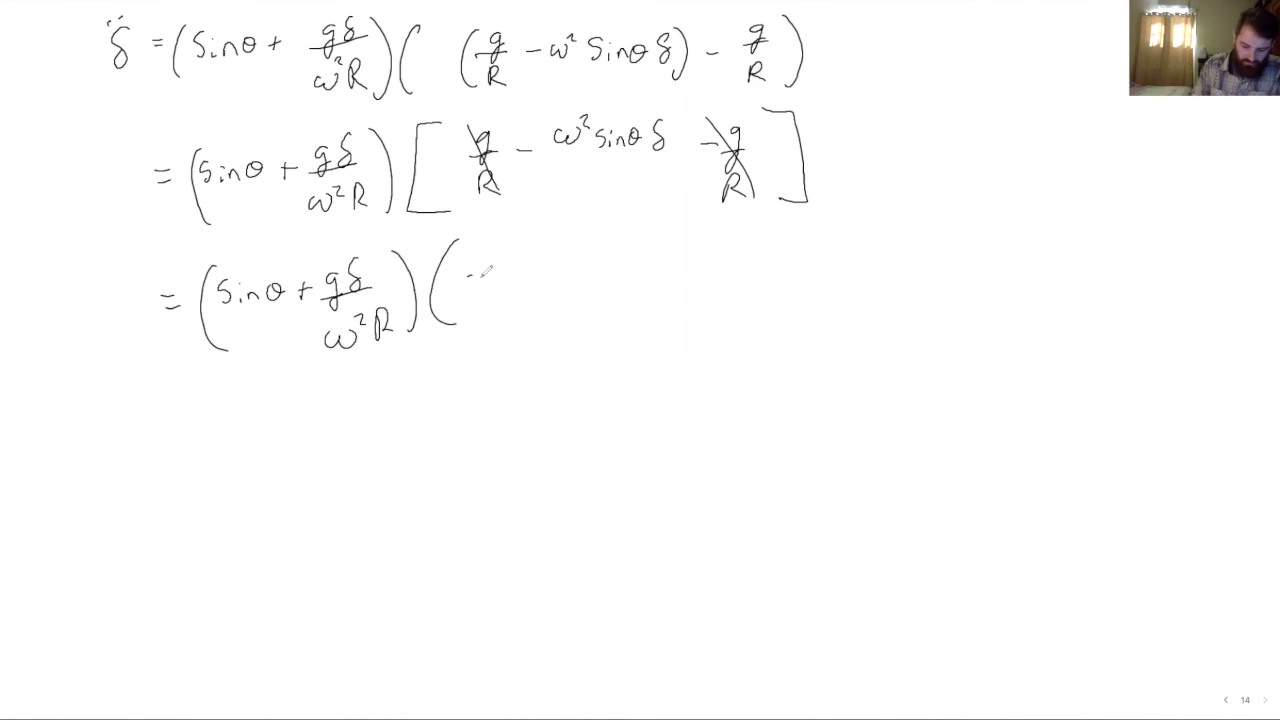 δ̈ = (sinθ + gδ/ω²R)( (g/R − ω² sinθ δ) − g/R )
= (sinθ + gδ/ω²R)[ g/R − ω² sinθ δ − g/R ]
= (sinθ + gδ/ω²R)( −
14